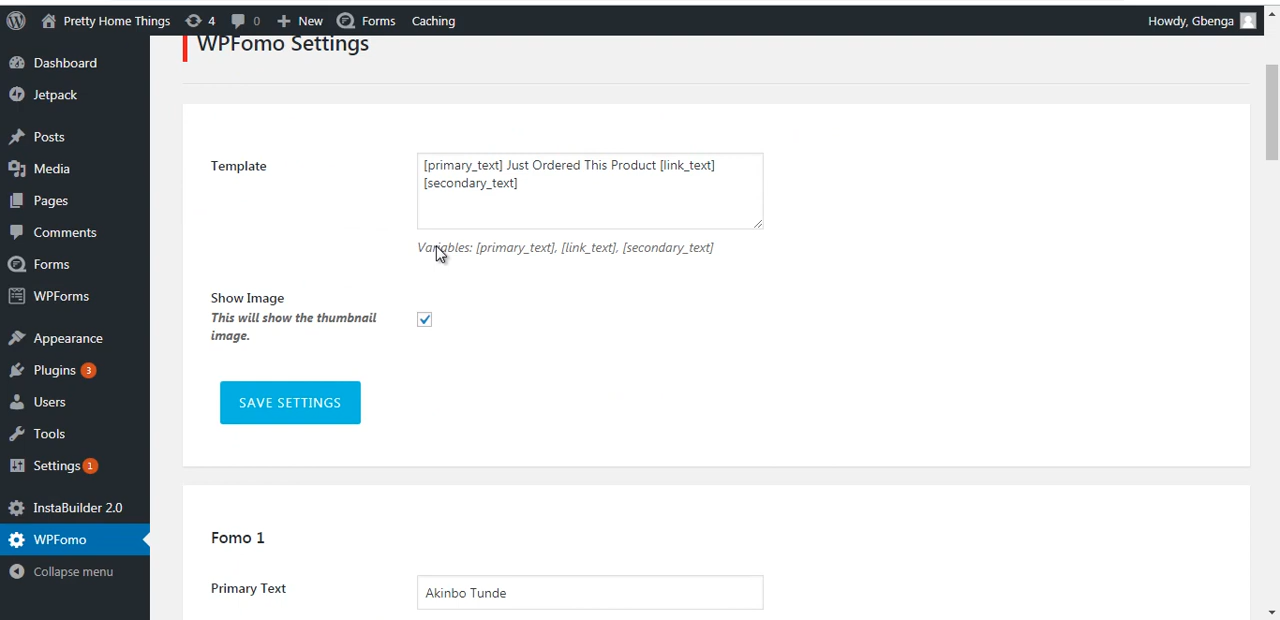 Pretty Home Things 4 0 New Forms Caching Howdy, Gbenga
Dashboard
Jetpack
Posts
Media
Pages
Comments
Forms
WPForms
Appearance
Plugins 3
Users
Tools
Settings 1
InstaBuilder 2.0
WPFomo
Collapse menu
WPFomo Settings
Template
[primary_text] Just Ordered This Product [link_text]
[secondary_text]
Variables: [primary_text], [link_text], [secondary_text]
Show Image
This will show the thumbnail
image.
SAVE SETTINGS
Fomo 1
Primary Text
Akinbo Tunde